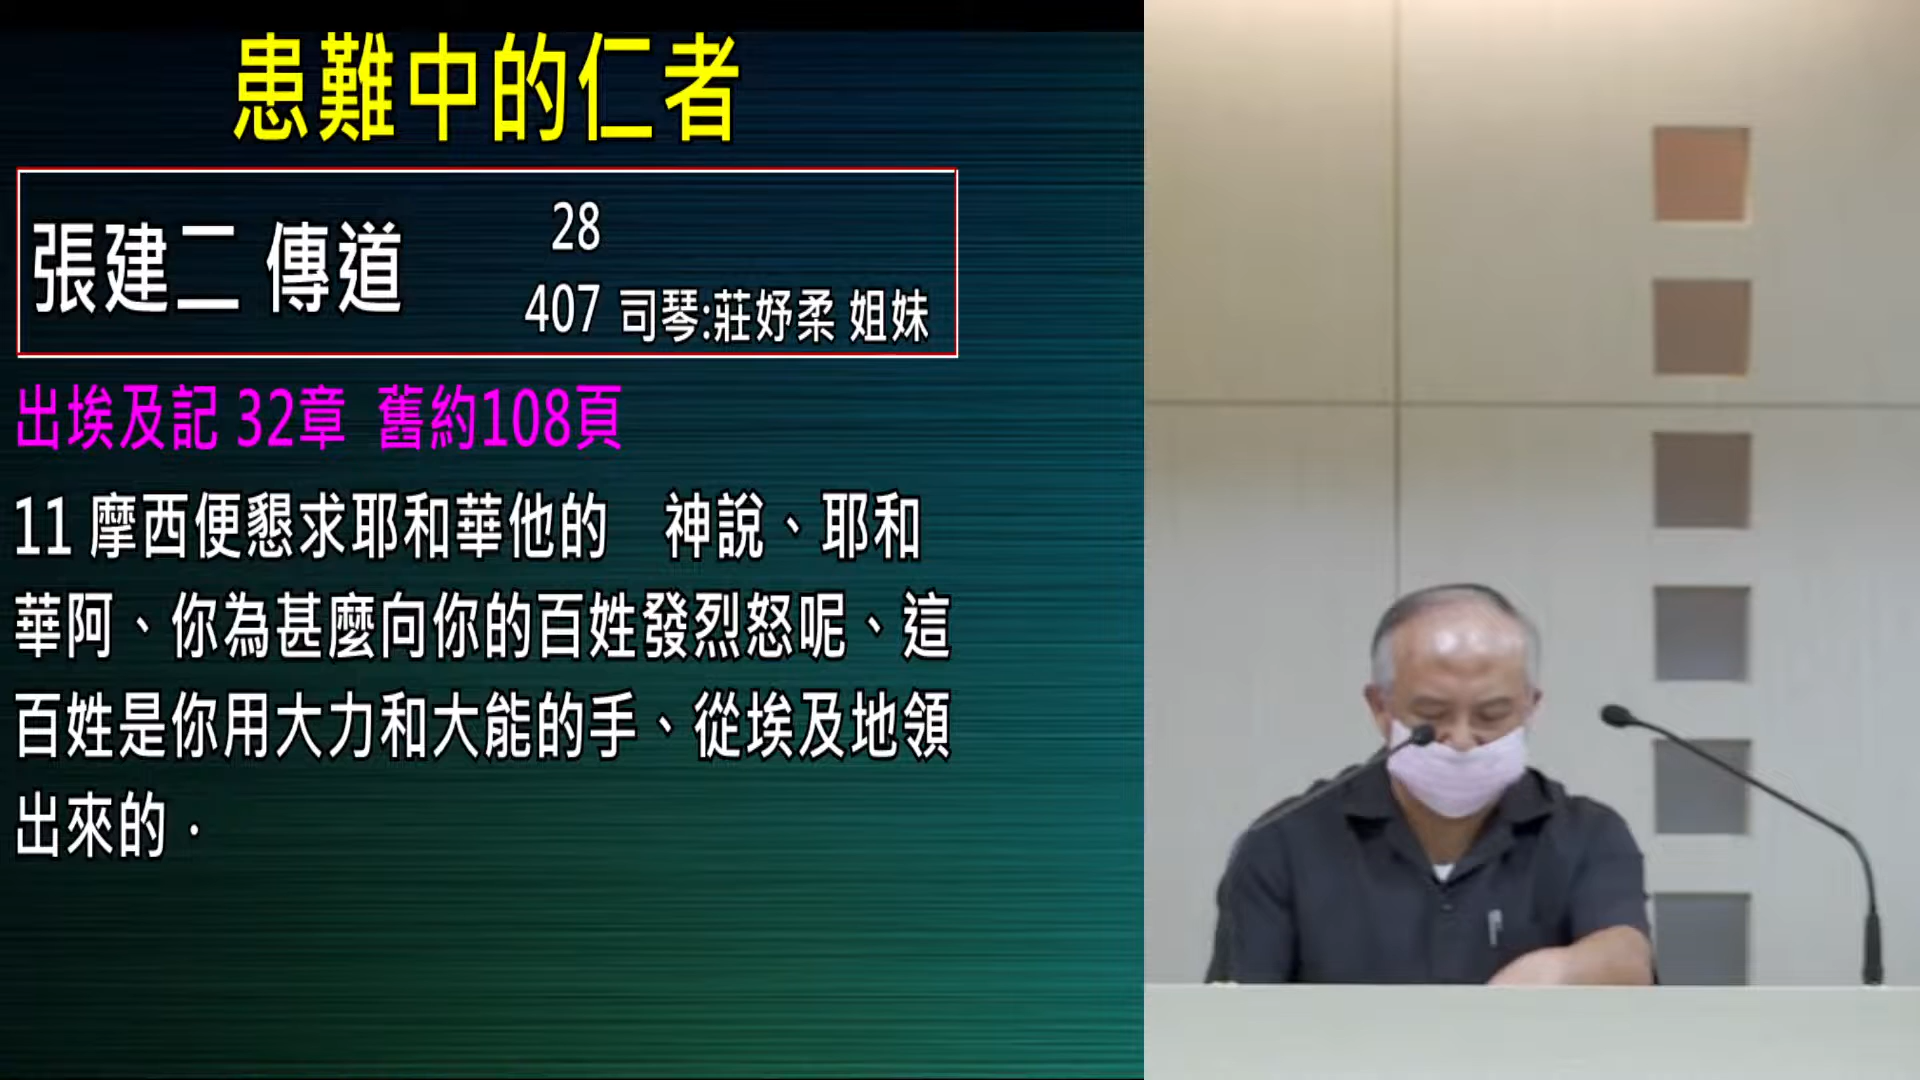 患難中的仁者
張建二 傳道
28
407 司琴:莊妤柔 姐妹
出埃及記 32章 舊約108頁
11 摩西便懇求耶和華他的　神說、耶和
華阿、你為甚麼向你的百姓發烈怒呢、這
百姓是你用大力和大能的手、從埃及地領
出來的．